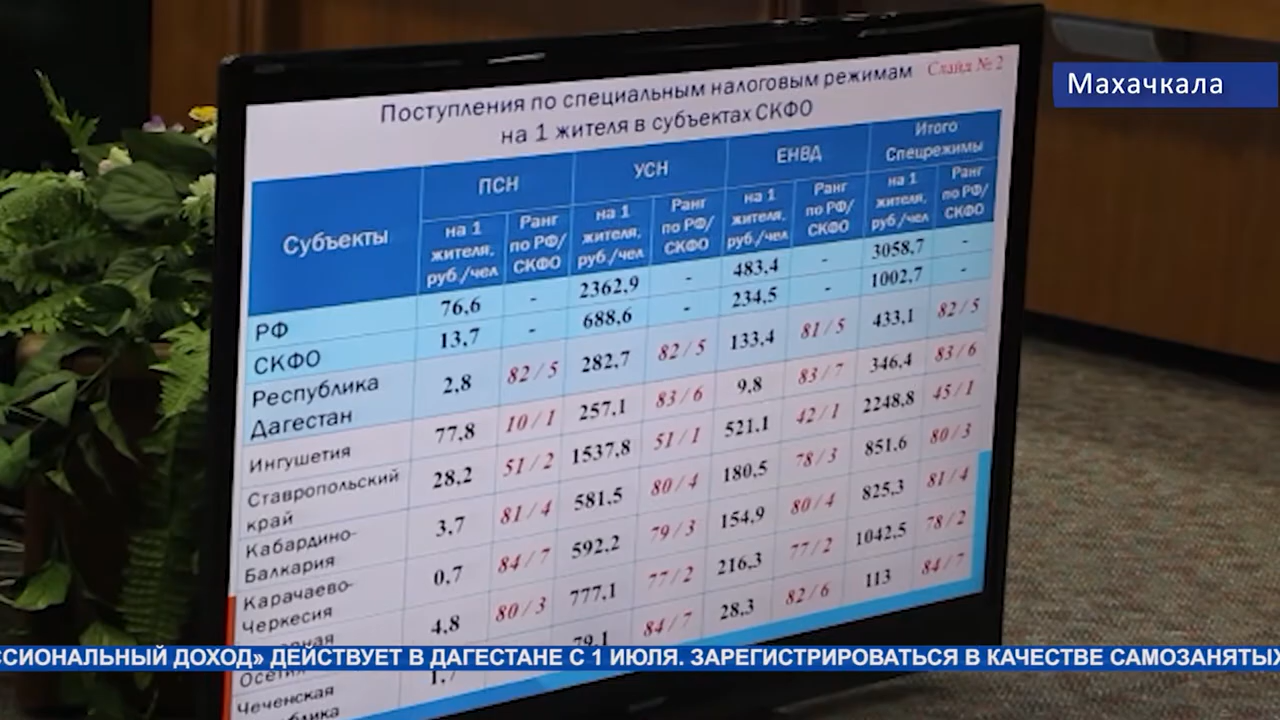 Махачкала
Слайд № 2
Поступления по специальным налоговым режимам
на 1 жителя в субъектах СКФО
Субъекты ПСН УСН ЕНВД Итого Спецрежимы
на 1 жителя, руб./чел Ранг по РФ/СКФО на 1 жителя, руб./чел Ранг по РФ/СКФО на 1 жителя, руб./чел Ранг по РФ/СКФО на 1 жителя, руб./чел Ранг по РФ/СКФО
РФ 76,6 - 2362,9 - 483,4 - 3058,7 -
СКФО 13,7 - 688,6 - 234,5 - 1002,7 -
Республика Дагестан 2,8 82/5 282,7 82/5 133,4 81/5 433,1 82/5
Ингушетия 77,8 10/1 257,1 83/6 9,8 83/7 346,4 83/6
Ставропольский край 28,2 51/2 1537,8 51/1 521,1 42/1 2248,8 45/1
Кабардино-Балкария 3,7 81/4 581,5 80/4 180,5 78/3 851,6 80/3
Карачаево-Черкесия 0,7 84/7 592,2 79/3 154,9 80/4 825,3 81/4
4,8 80/3 777,1 77/2 216,3 77/2 1042,5 78/2
Чеченская 79,1 84/7 28,3 82/6 113 84/7
ССИОНАЛЬНЫЙ ДОХОД» ДЕЙСТВУЕТ В ДАГЕСТАНЕ С 1 ИЮЛЯ. ЗАРЕГИСТРИРОВАТЬСЯ В КАЧЕСТВЕ САМОЗАНЯТЫХ